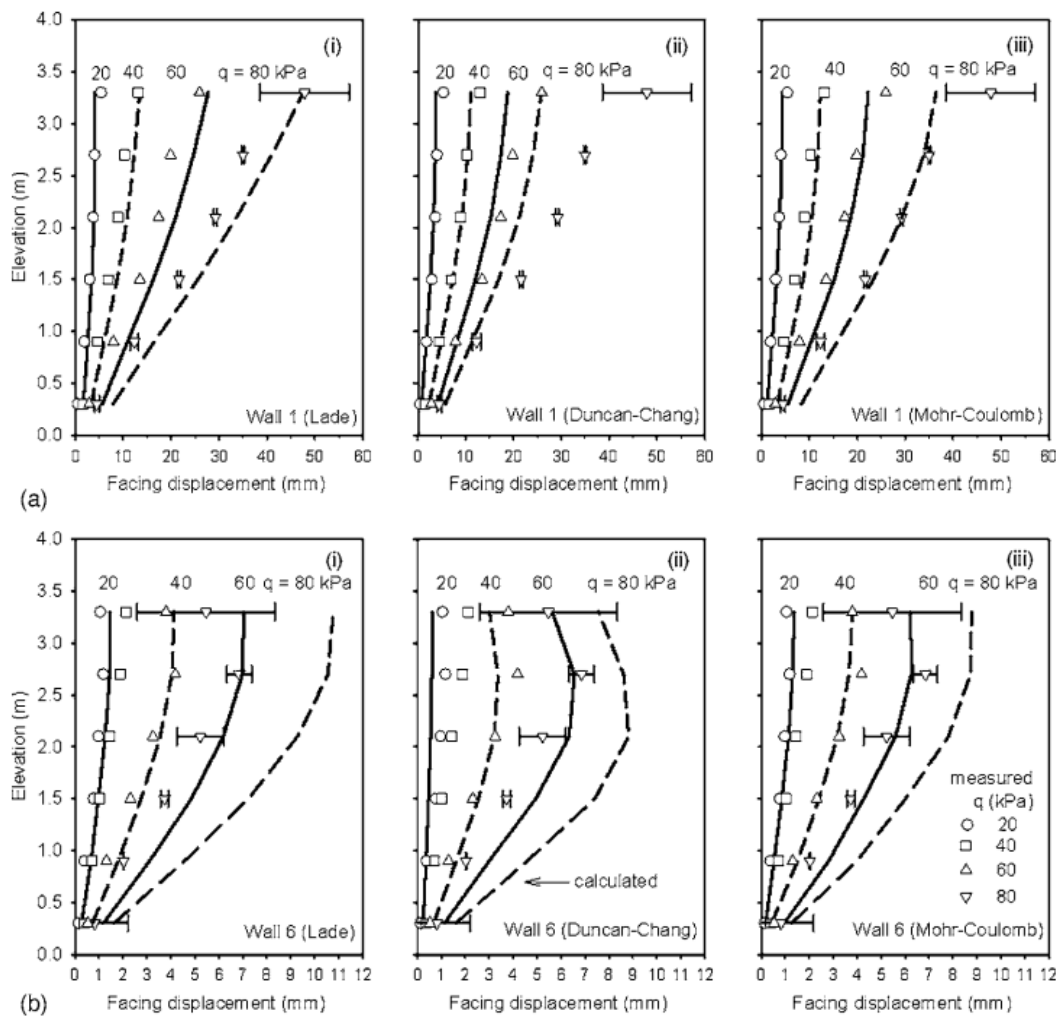 (i) (ii) (iii)
20 40 60 q = 80 kPa
20 40 60 q = 80 kPa
20 40 60 q = 80 kPa
4.0
3.5
3.0
2.5
2.0
1.5
1.0
0.5
0.0
Elevation (m)
Wall 1 (Lade) Wall 1 (Duncan-Chang) Wall 1 (Mohr-Coulomb)
0 10 20 30 40 50 60
0 10 20 30 40 50 60
0 10 20 30 40 50 60
Facing displacement (mm) Facing displacement (mm) Facing displacement (mm)
(a)
(i) (ii) (iii)
20 40 60 q = 80 kPa
20 40 60 q = 80 kPa
20 40 60 q = 80 kPa
4.0
3.5
3.0
2.5
2.0
1.5
1.0
0.5
0.0
Elevation (m)
measured
q (kPa)
20
40
60
80
calculated
Wall 6 (Lade) Wall 6 (Duncan-Chang) Wall 6 (Mohr-Coulomb)
0 1 2 3 4 5 6 7 8 9 10 11 12
0 1 2 3 4 5 6 7 8 9 10 11 12
0 1 2 3 4 5 6 7 8 9 10 11 12
Facing displacement (mm) Facing displacement (mm) Facing displacement (mm)
(b)